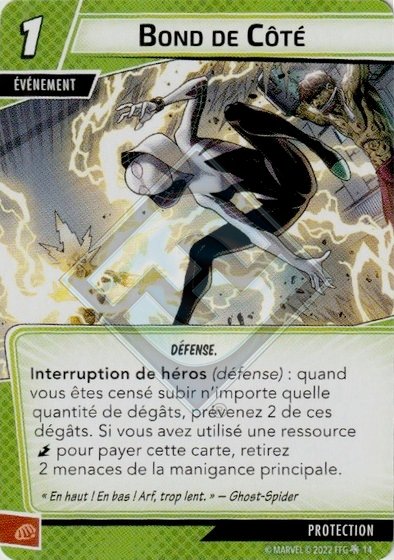 1
BOND DE CÔTÉ
ÉVÉNEMENT
DÉFENSE.
Interruption de héros (défense) : quand
vous êtes censé subir n'importe quelle
quantité de dégâts, prévenez 2 de ces
dégâts. Si vous avez utilisé une ressource
pour payer cette carte, retirez
2 menaces de la manigance principale.
« En haut ! En bas ! Arf, trop lent. » — Ghost-Spider
PROTECTION
© MARVEL © 2022 FFG 14